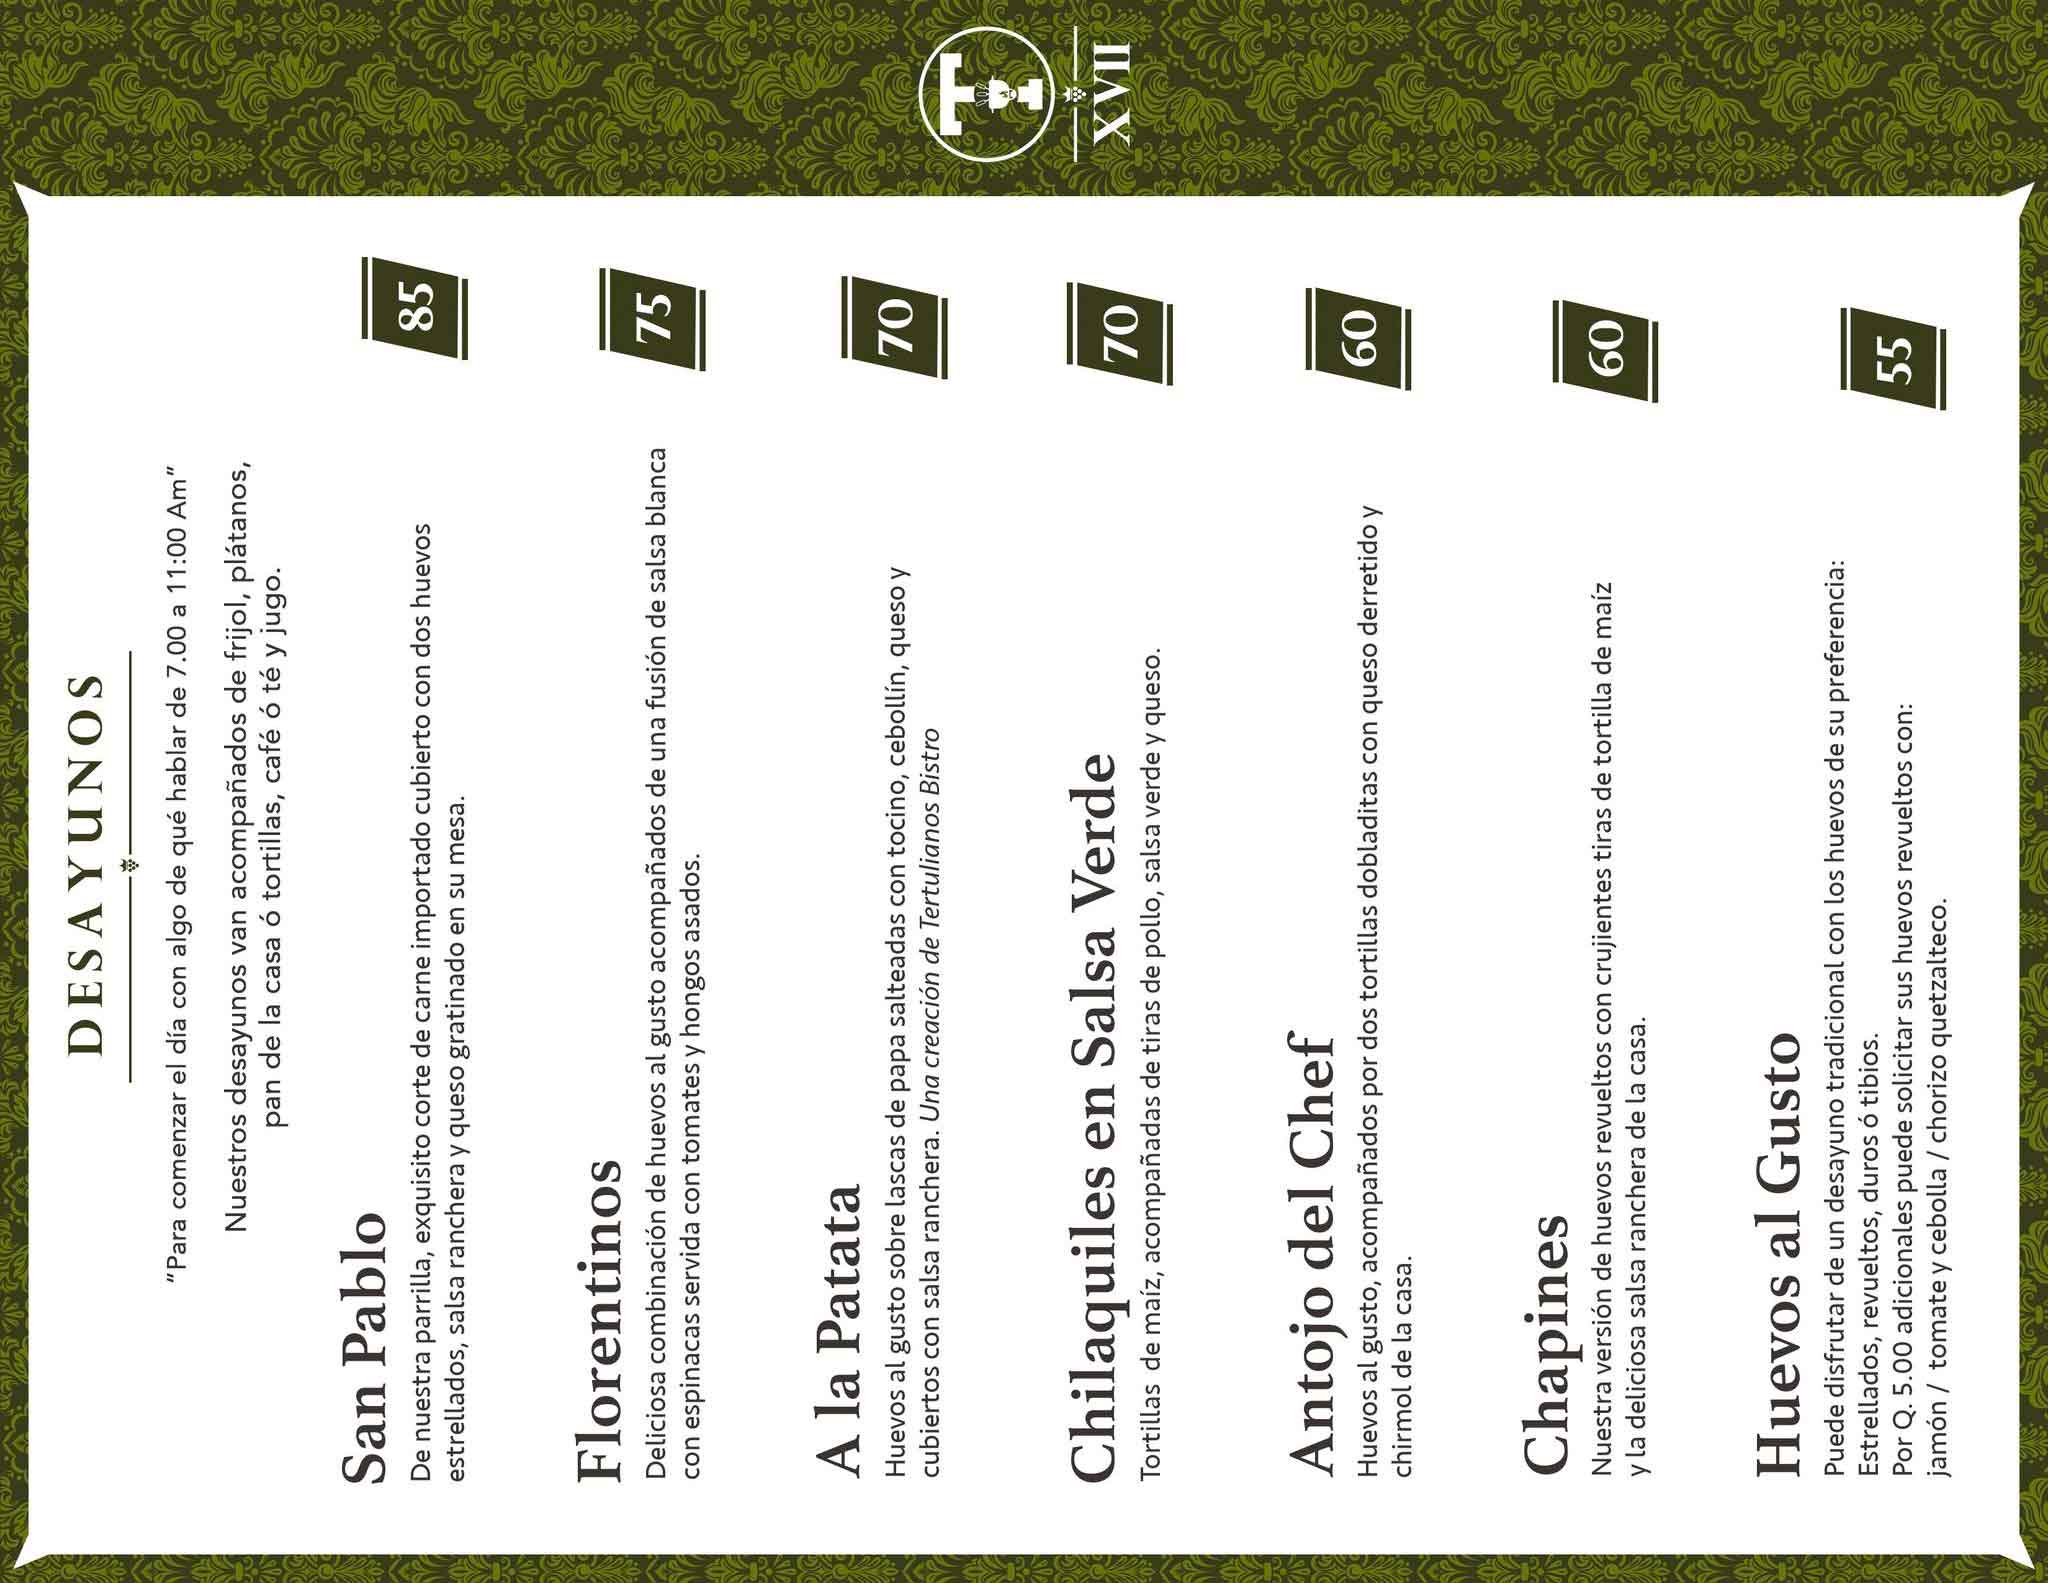 DESAYUNOS
“Para comenzar el día con algo de qué hablar de 7.00 a 11:00 Am”
Nuestros desayunos van acompañados de frijol, plátanos,
pan de la casa ó tortillas, café ó té y jugo.
San Pablo
De nuestra parrilla, exquisito corte de carne importado cubierto con dos huevos
estrellados, salsa ranchera y queso gratinado en su mesa.
85
Florentinos
Deliciosa combinación de huevos al gusto acompañados de una fusión de salsa blanca
con espinacas servida con tomates y hongos asados.
75
A la Patata
Huevos al gusto sobre lascas de papa salteadas con tocino, cebollín, queso y
cubiertos con salsa ranchera. Una creación de Tertulianos Bistro
70
Chilaquiles en Salsa Verde
Tortillas de maíz, acompañadas de tiras de pollo, salsa verde y queso.
70
Antojo del Chef
Huevos al gusto, acompañados por dos tortillas dobladitas con queso derretido y
chirmol de la casa.
60
Chapines
Nuestra versión de huevos revueltos con crujientes tiras de tortilla de maíz
y la deliciosa salsa ranchera de la casa.
60
Huevos al Gusto
Puede disfrutar de un desayuno tradicional con los huevos de su preferencia:
Estrellados, revueltos, duros ó tibios.
Por Q. 5.00 adicionales puede solicitar sus huevos revueltos con:
jamón / tomate y cebolla / chorizo quetzalteco.
55
T
XVII